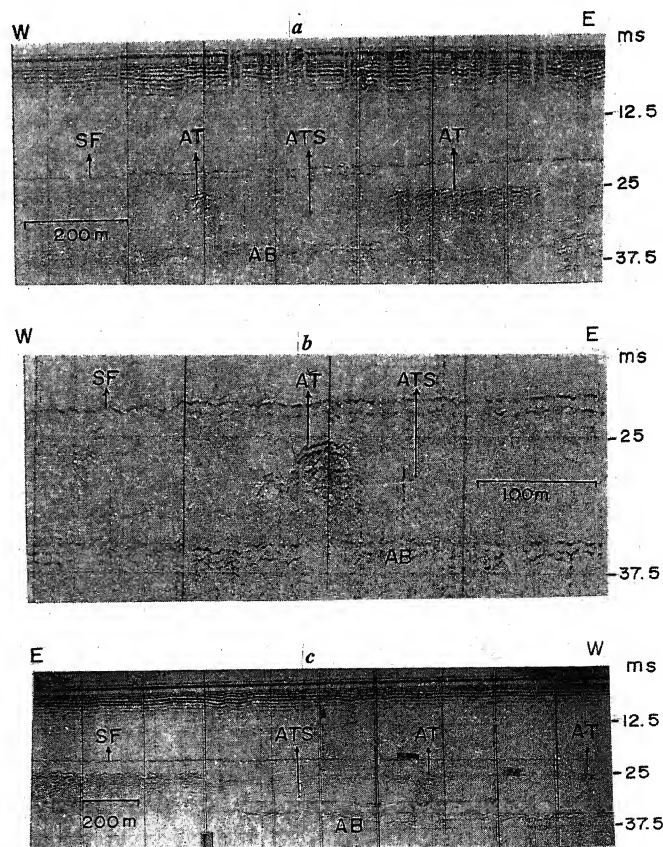 W a E
ms
-12.5
SF AT ATS AT
-25
200m
AB
-37.5
W b E
ms
SF AT ATS
-25
100m
AB
-37.5
E c W
ms
-12.5
SF ATS AT AT
-25
200m
AB
37.5